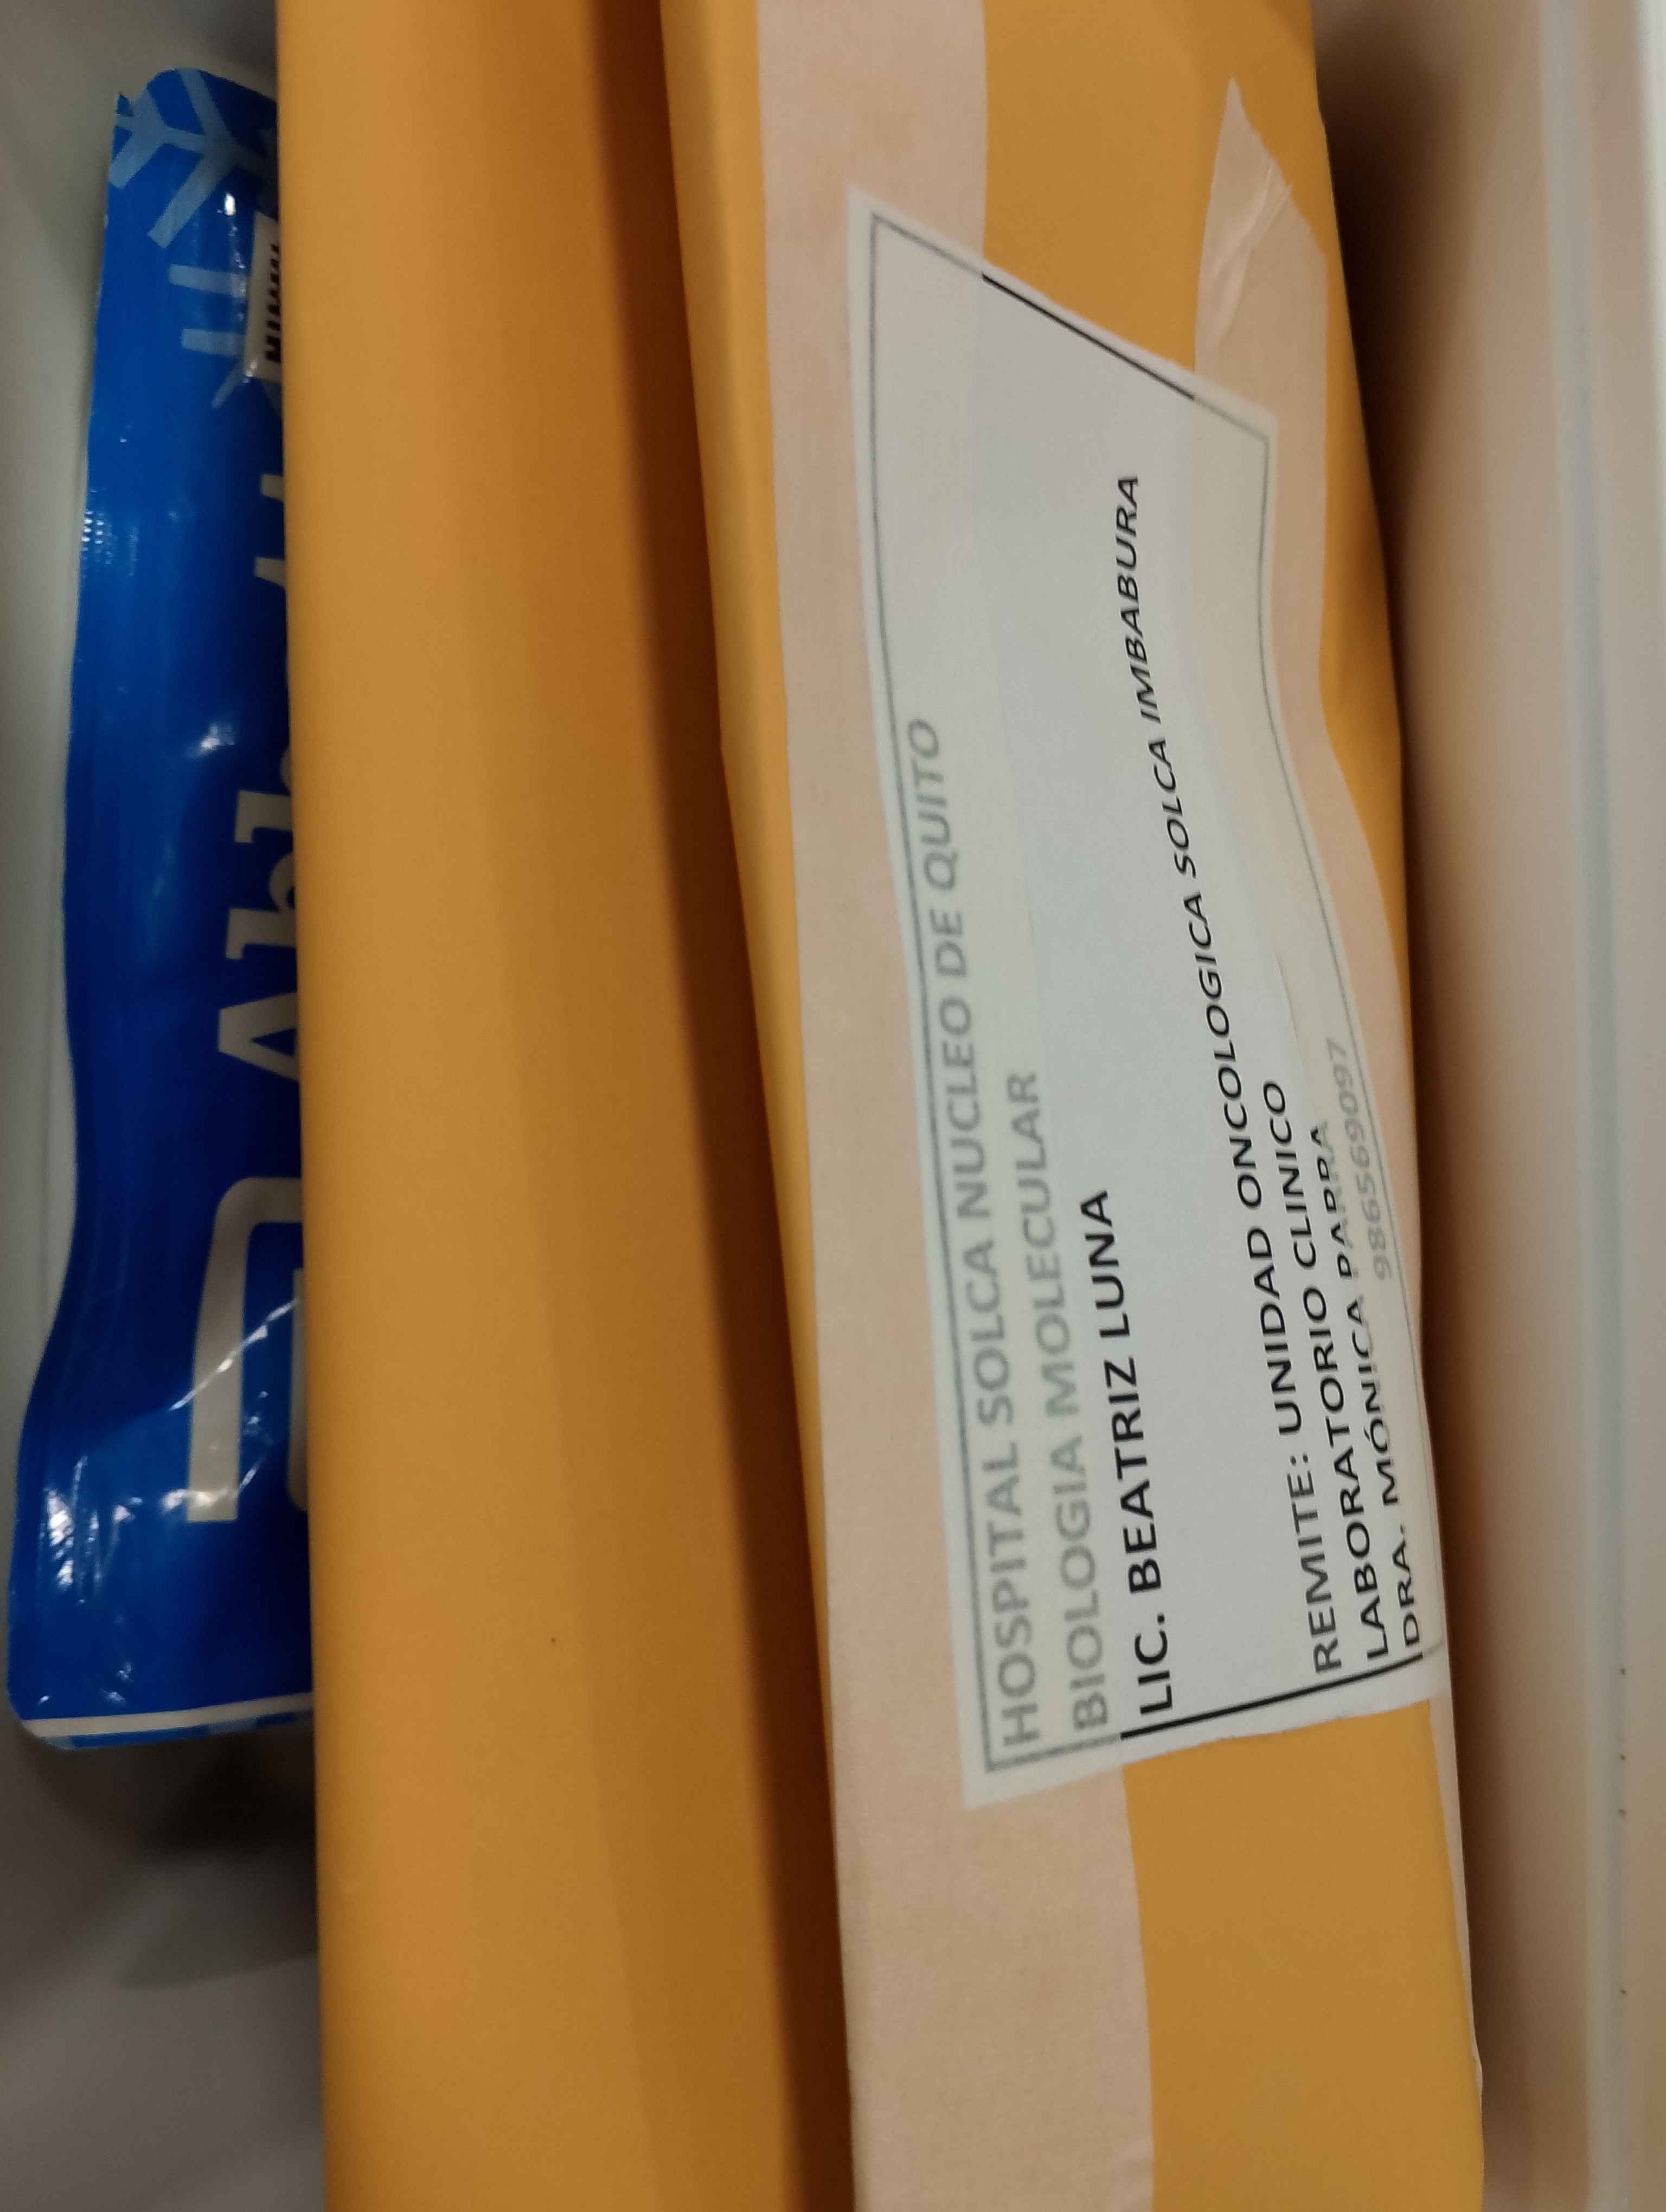 HOSPITAL SOLCA NUCLEO DE QUITO
BIOLOGIA MOLECULAR
LIC. BEATRIZ LUNA
REMITE: UNIDAD ONCOLOGICA SOLCA IMBABURA
LABORATORIO CLINICO
DRA. MÓNICA PARRA
986569097